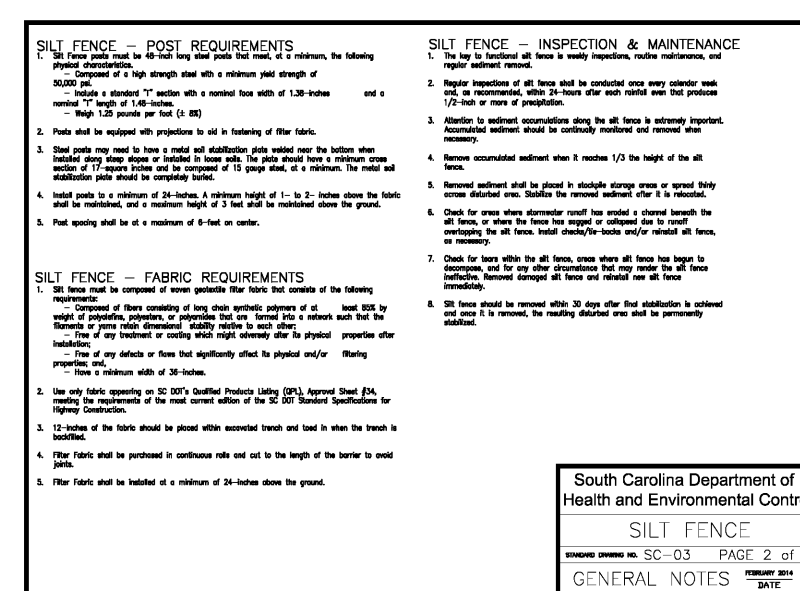 SILT FENCE – POST REQUIREMENTS
1. Silt Fence posts must be 48-inch long steel posts that meet, at a minimum, the following
physical characteristics.
– Composed of a high strength steel with a minimum yield strength of
50,000 psi.
– Include a standard "T" section with a nominal face width of 1.38-inches and a
nominal "T" length of 1.48-inches.
– Weigh 1.25 pounds per foot (± 8%)
2. Posts shall be equipped with projections to aid in fastening of filter fabric.
3. Steel posts may need to have a metal soil stabilization plate welded near the bottom when
installed along steep slopes or installed in loose soils. The plate should have a minimum cross
section of 17-square inches and be composed of 15 gauge steel, at a minimum. The metal soil
stabilization plate should be completely buried.
4. Install posts to a minimum of 24-inches. A minimum height of 1- to 2- inches above the fabric
shall be maintained, and a maximum height of 3 feet shall be maintained above the ground.
5. Post spacing shall be at a maximum of 6-feet on center.
SILT FENCE – FABRIC REQUIREMENTS
1. Silt fence must be composed of woven geotextile filter fabric that consists of the following
requirements:
– Composed of fibers consisting of long chain synthetic polymers of at least 85% by
weight of polyolefins, polyesters, or polyamides that are formed into a network such that the
filaments or yarns retain dimensional stability relative to each other;
– Free of any treatment or coating which might adversely alter its physical properties after
installation;
– Free of any defects or flaws that significantly affect its physical and/or filtering
properties; and,
– Have a minimum width of 36-inches.
2. Use only fabric appearing on SC DOT's Qualified Products Listing (QPL), Approval Sheet #34,
meeting the requirements of the most current edition of the SC DOT Standard Specifications for
Highway Construction.
3. 12-inches of the fabric should be placed within excavated trench and toed in when the trench is
backfilled.
4. Filter Fabric shall be purchased in continuous rolls and cut to the length of the barrier to avoid
joints.
5. Filter Fabric shall be installed at a minimum of 24-inches above the ground.
SILT FENCE – INSPECTION & MAINTENANCE
1. The key to functional silt fence is weekly inspections, routine maintenance, and
regular sediment removal.
2. Regular inspections of silt fence shall be conducted once every calendar week
and, as recommended, within 24-hours after each rainfall even that produces
1/2-inch or more of precipitation.
3. Attention to sediment accumulations along the silt fence is extremely important.
Accumulated sediment should be continually monitored and removed when
necessary.
4. Remove accumulated sediment when it reaches 1/3 the height of the silt
fence.
5. Removed sediment shall be placed in stockpile storage areas or spread thinly
across disturbed area. Stabilize the removed sediment after it is relocated.
6. Check for areas where stormwater runoff has eroded a channel beneath the
silt fence, or where the fence has sagged or collapsed due to runoff
overtopping the silt fence. Install checks/tie-backs and/or reinstall silt fence,
as necessary.
7. Check for tears within the silt fence, areas where silt fence has begun to
decompose, and for any other circumstance that may render the silt fence
ineffective. Removed damaged silt fence and reinstall new silt fence
immediately.
8. Silt fence should be removed within 30 days after final stabilization is achieved
and once it is removed, the resulting disturbed area shall be permanently
stabilized.
South Carolina Department of
Health and Environmental Contr
SILT FENCE
STANDARD DRAWING NO. SC-03 PAGE 2 of
GENERAL NOTES FEBRUARY 2014
DATE